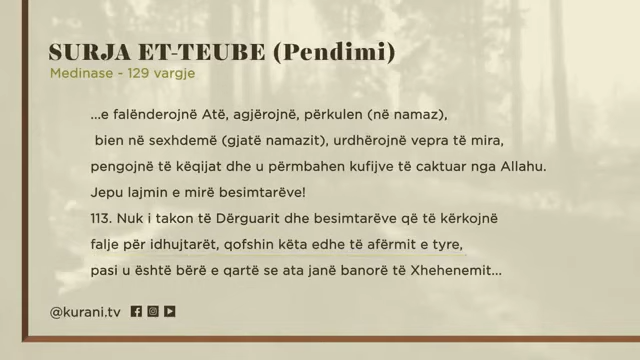 SURJA ET-TEUBE (Pendimi)
Medinase - 129 vargje
...e falënderojnë Atë, agjërojnë, përkulen (në namaz),
bien në sexhdemë (gjatë namazit), urdhërojnë vepra të mira,
pengojnë të këqijat dhe u përmbahen kufijve të caktuar nga Allahu.
Jepu lajmin e mirë besimtarëve!
113. Nuk i takon të Dërguarit dhe besimtarëve që të kërkojnë
falje për idhujtarët, qofshin këta edhe të afërmit e tyre,
pasi u është bërë e qartë se ata janë banorë të Xhehenemit...
@kurani.tv